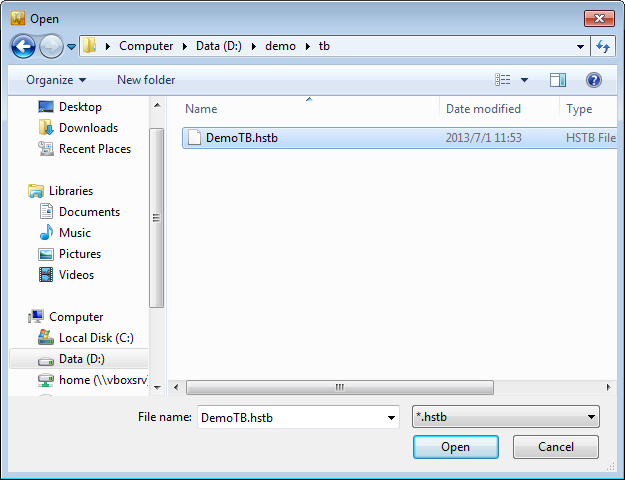 Open
Computer Data (D:) demo tb
Organize New folder
Name Date modified Type
DemoTB.hstb 2013/7/1 11:53 HSTB File
Desktop
Downloads
Recent Places
Libraries
Documents
Music
Pictures
Videos
Computer
Local Disk (C:)
Data (D:)
home (\\vboxsrv)
File name: DemoTB.hstb *.hstb
Open Cancel